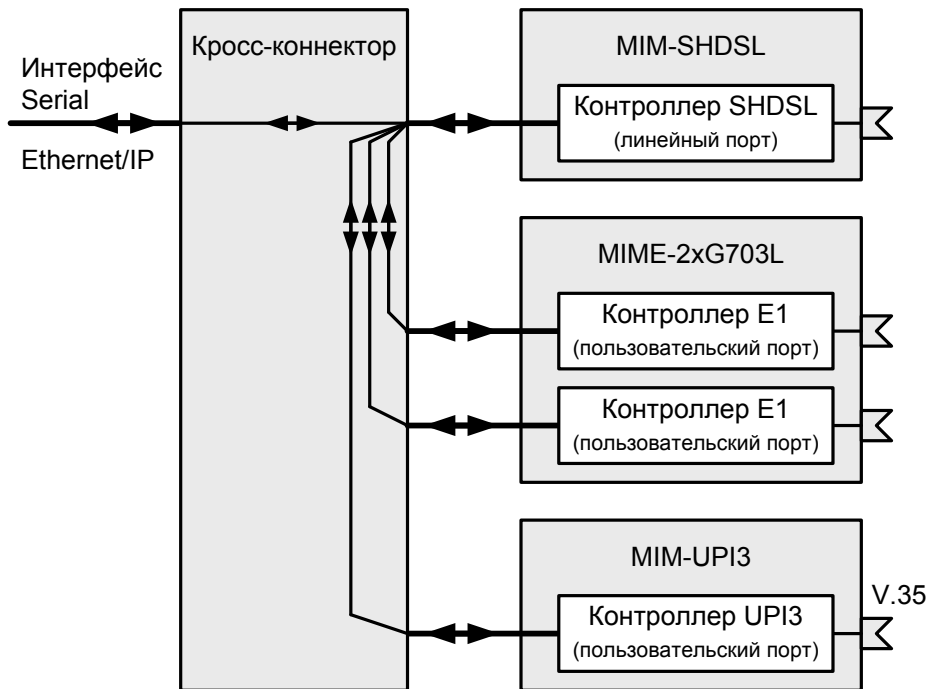 Кросс-коннектор
Интерфейс
Serial
Ethernet/IP
MIM-SHDSL
Контроллер SHDSL
(линейный порт)
MIME-2xG703L
Контроллер E1
(пользовательский порт)
Контроллер E1
(пользовательский порт)
MIM-UPI3
V.35
Контроллер UPI3
(пользовательский порт)